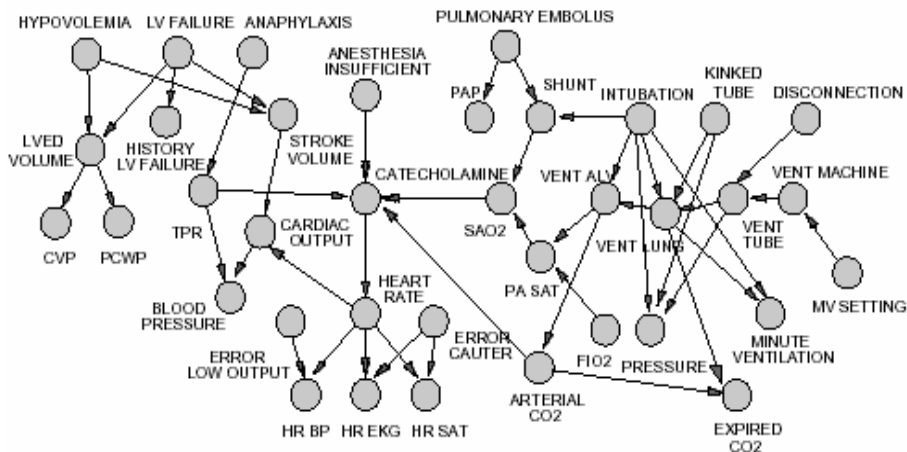 HYPOVOLEMIA
LV FAILURE
ANAPHYLAXIS
PULMONARY EMBOLUS
ANESTHESIA
INSUFFICIENT
PAP
SHUNT
INTUBATION
KINKED
TUBE
DISCONNECTION
LVED
VOLUME
HISTORY
LV FAILURE
STROKE
VOLUME
CATECHOLAMINE
VENT ALV
VENT MACHINE
CVP
PCWP
TPR
CARDIAC
OUTPUT
SAO2
VENT LUNG
VENT
TUBE
PA SAT
BLOOD
PRESSURE
HEART
RATE
MV SETTING
ERROR
LOW OUTPUT
ERROR
CAUTER
FIO2
PRESSURE
MINUTE
VENTILATION
HR BP
HR EKG
HR SAT
ARTERIAL
CO2
EXPIRED
CO2